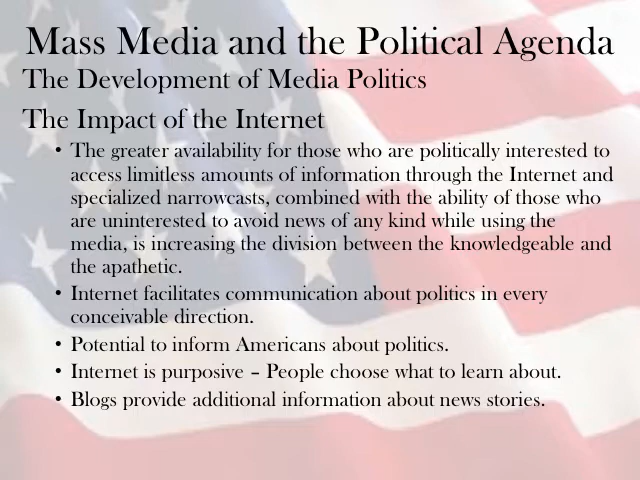 Mass Media and the Political Agenda
The Development of Media Politics
The Impact of the Internet
• The greater availability for those who are politically interested to
access limitless amounts of information through the Internet and
specialized narrowcasts, combined with the ability of those who
are uninterested to avoid news of any kind while using the
media, is increasing the division between the knowledgeable and
the apathetic.
• Internet facilitates communication about politics in every
conceivable direction.
• Potential to inform Americans about politics.
• Internet is purposive – People choose what to learn about.
• Blogs provide additional information about news stories.